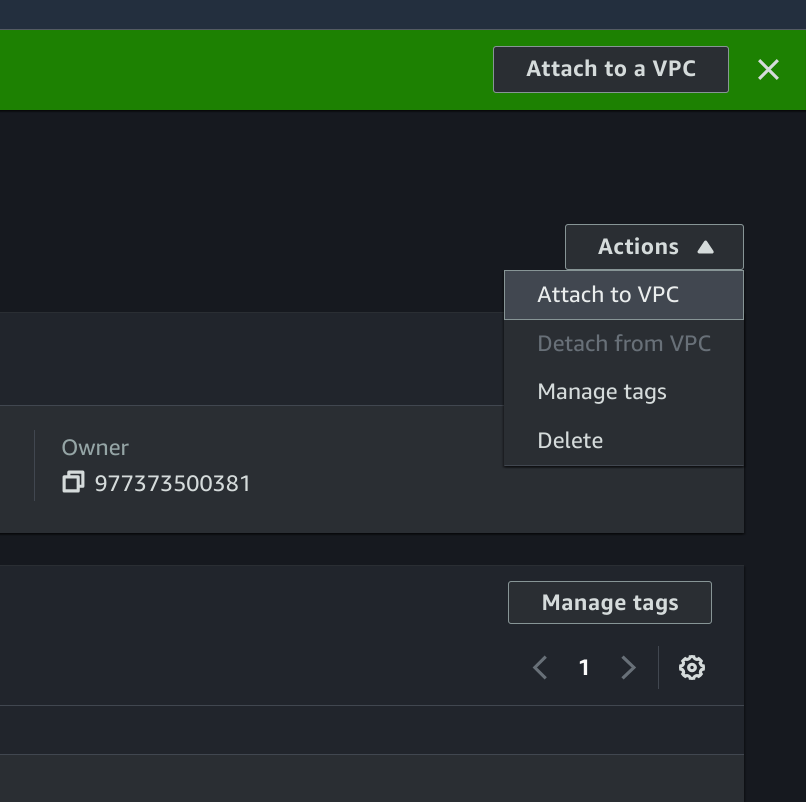 Attach to a VPC
Actions
Attach to VPC
Detach from VPC
Manage tags
Delete
Owner
977373500381
Manage tags
1